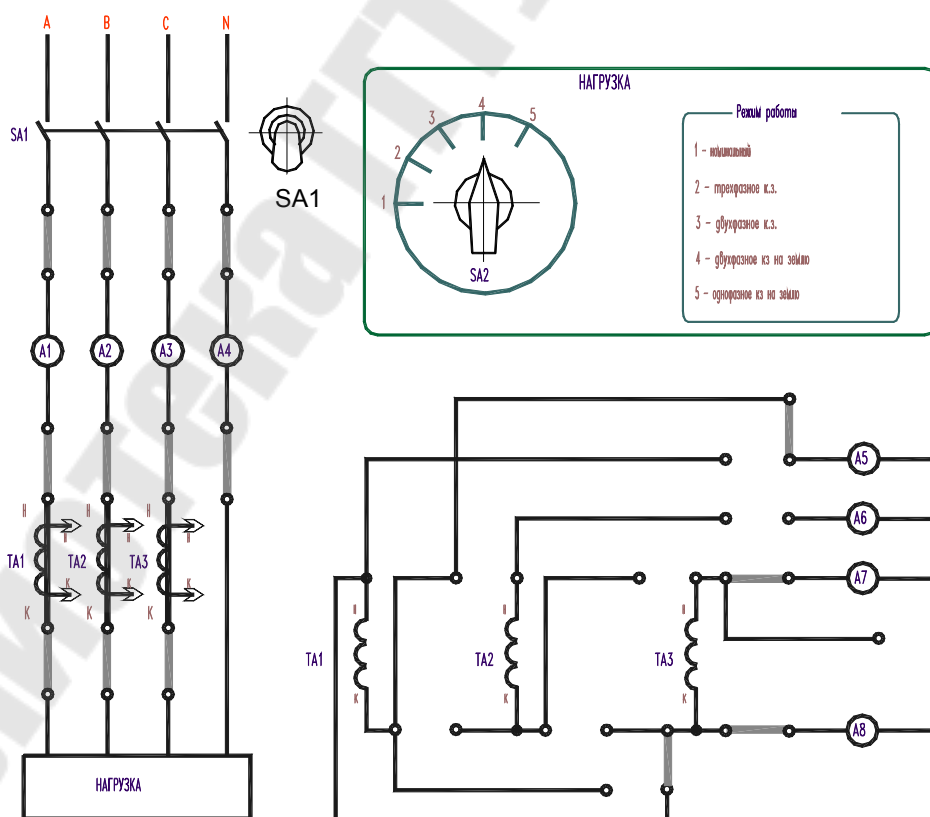 A B C N
SA1
SA1
НАГРУЗКА
1 2 3 4 5
SA2
Режим работы
1 - номинальный
2 - трехфазное к.з.
3 - двухфазное к.з.
4 - двухфазное кз на землю
5 - однофазное кз на землю
A1 A2 A3 A4
A5
A6
A7
A8
Н Н Н
И И И
TA1 TA2 TA3
К К К
К К К
И И И
TA1 TA2 TA3
К К К
НАГРУЗКА